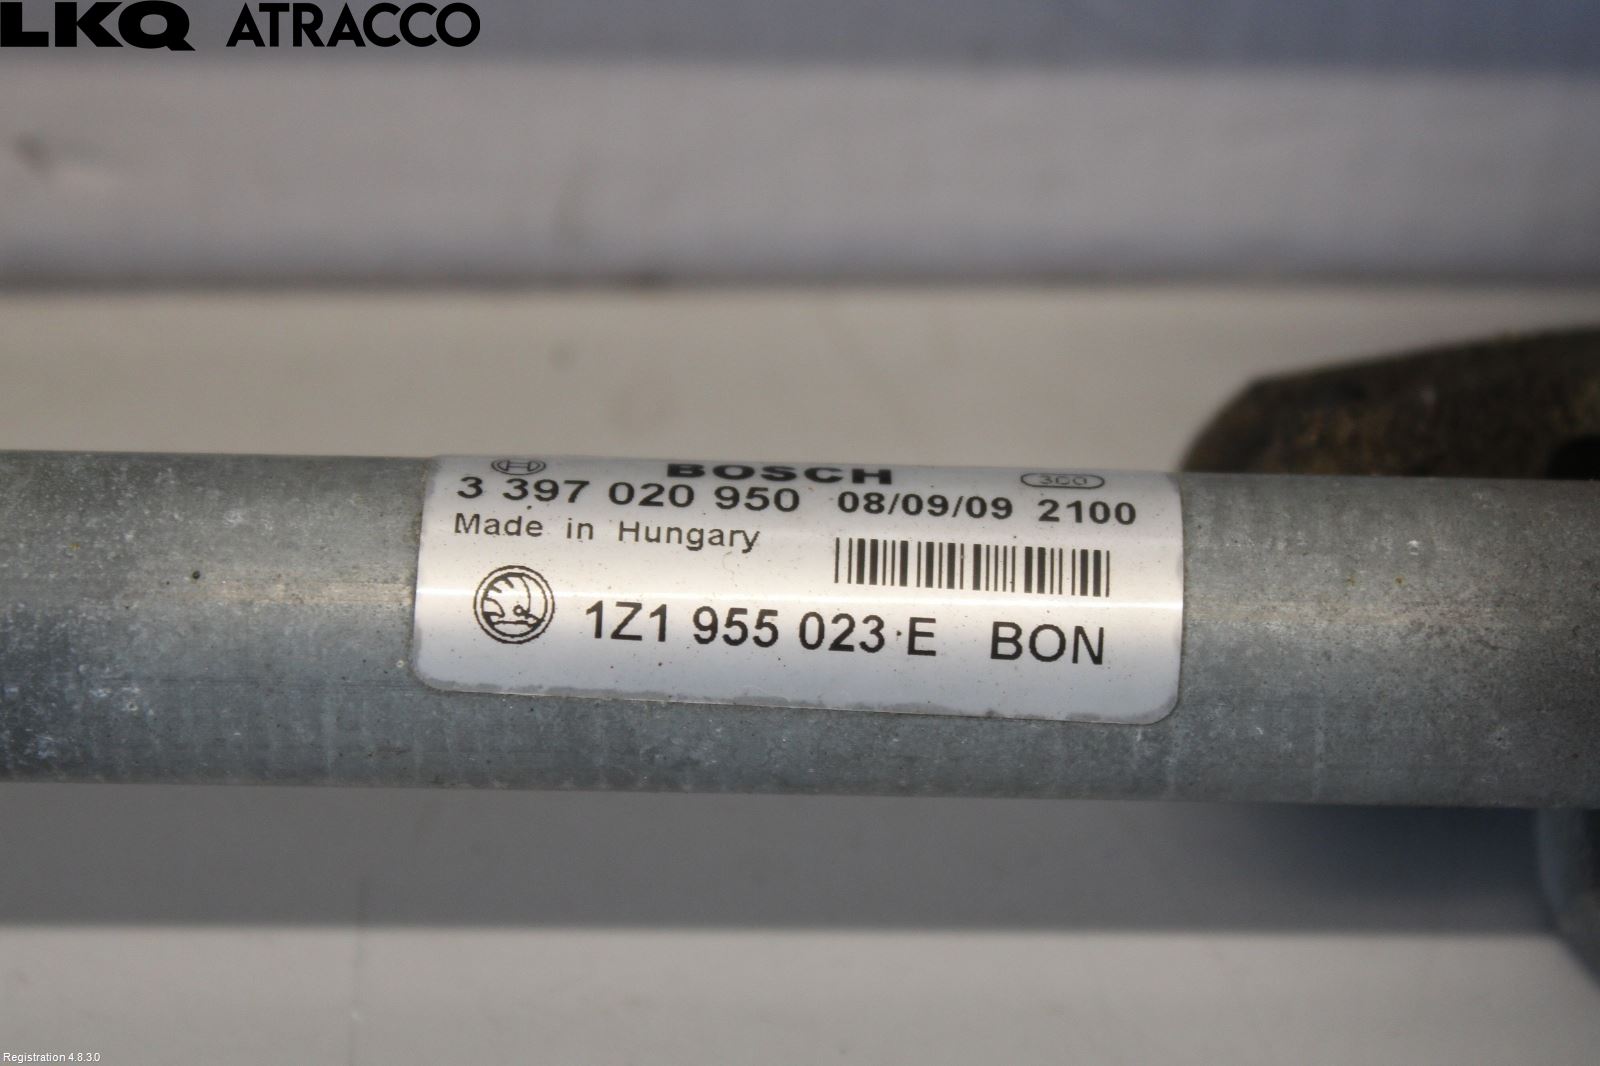 LKQ ATRACCO
BOSCH 3C0
3 397 020 950 08/09/09 2100
Made in Hungary
1Z1 955 023 E BON
Registration 4.8.3.0